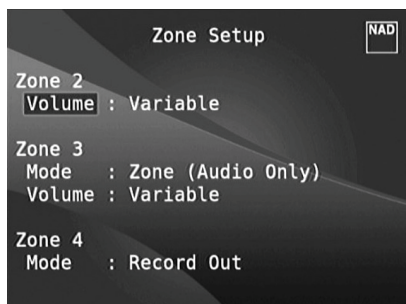 Zone Setup
NAD
Zone 2
Volume : Variable
Zone 3
Mode : Zone (Audio Only)
Volume : Variable
Zone 4
Mode : Record Out